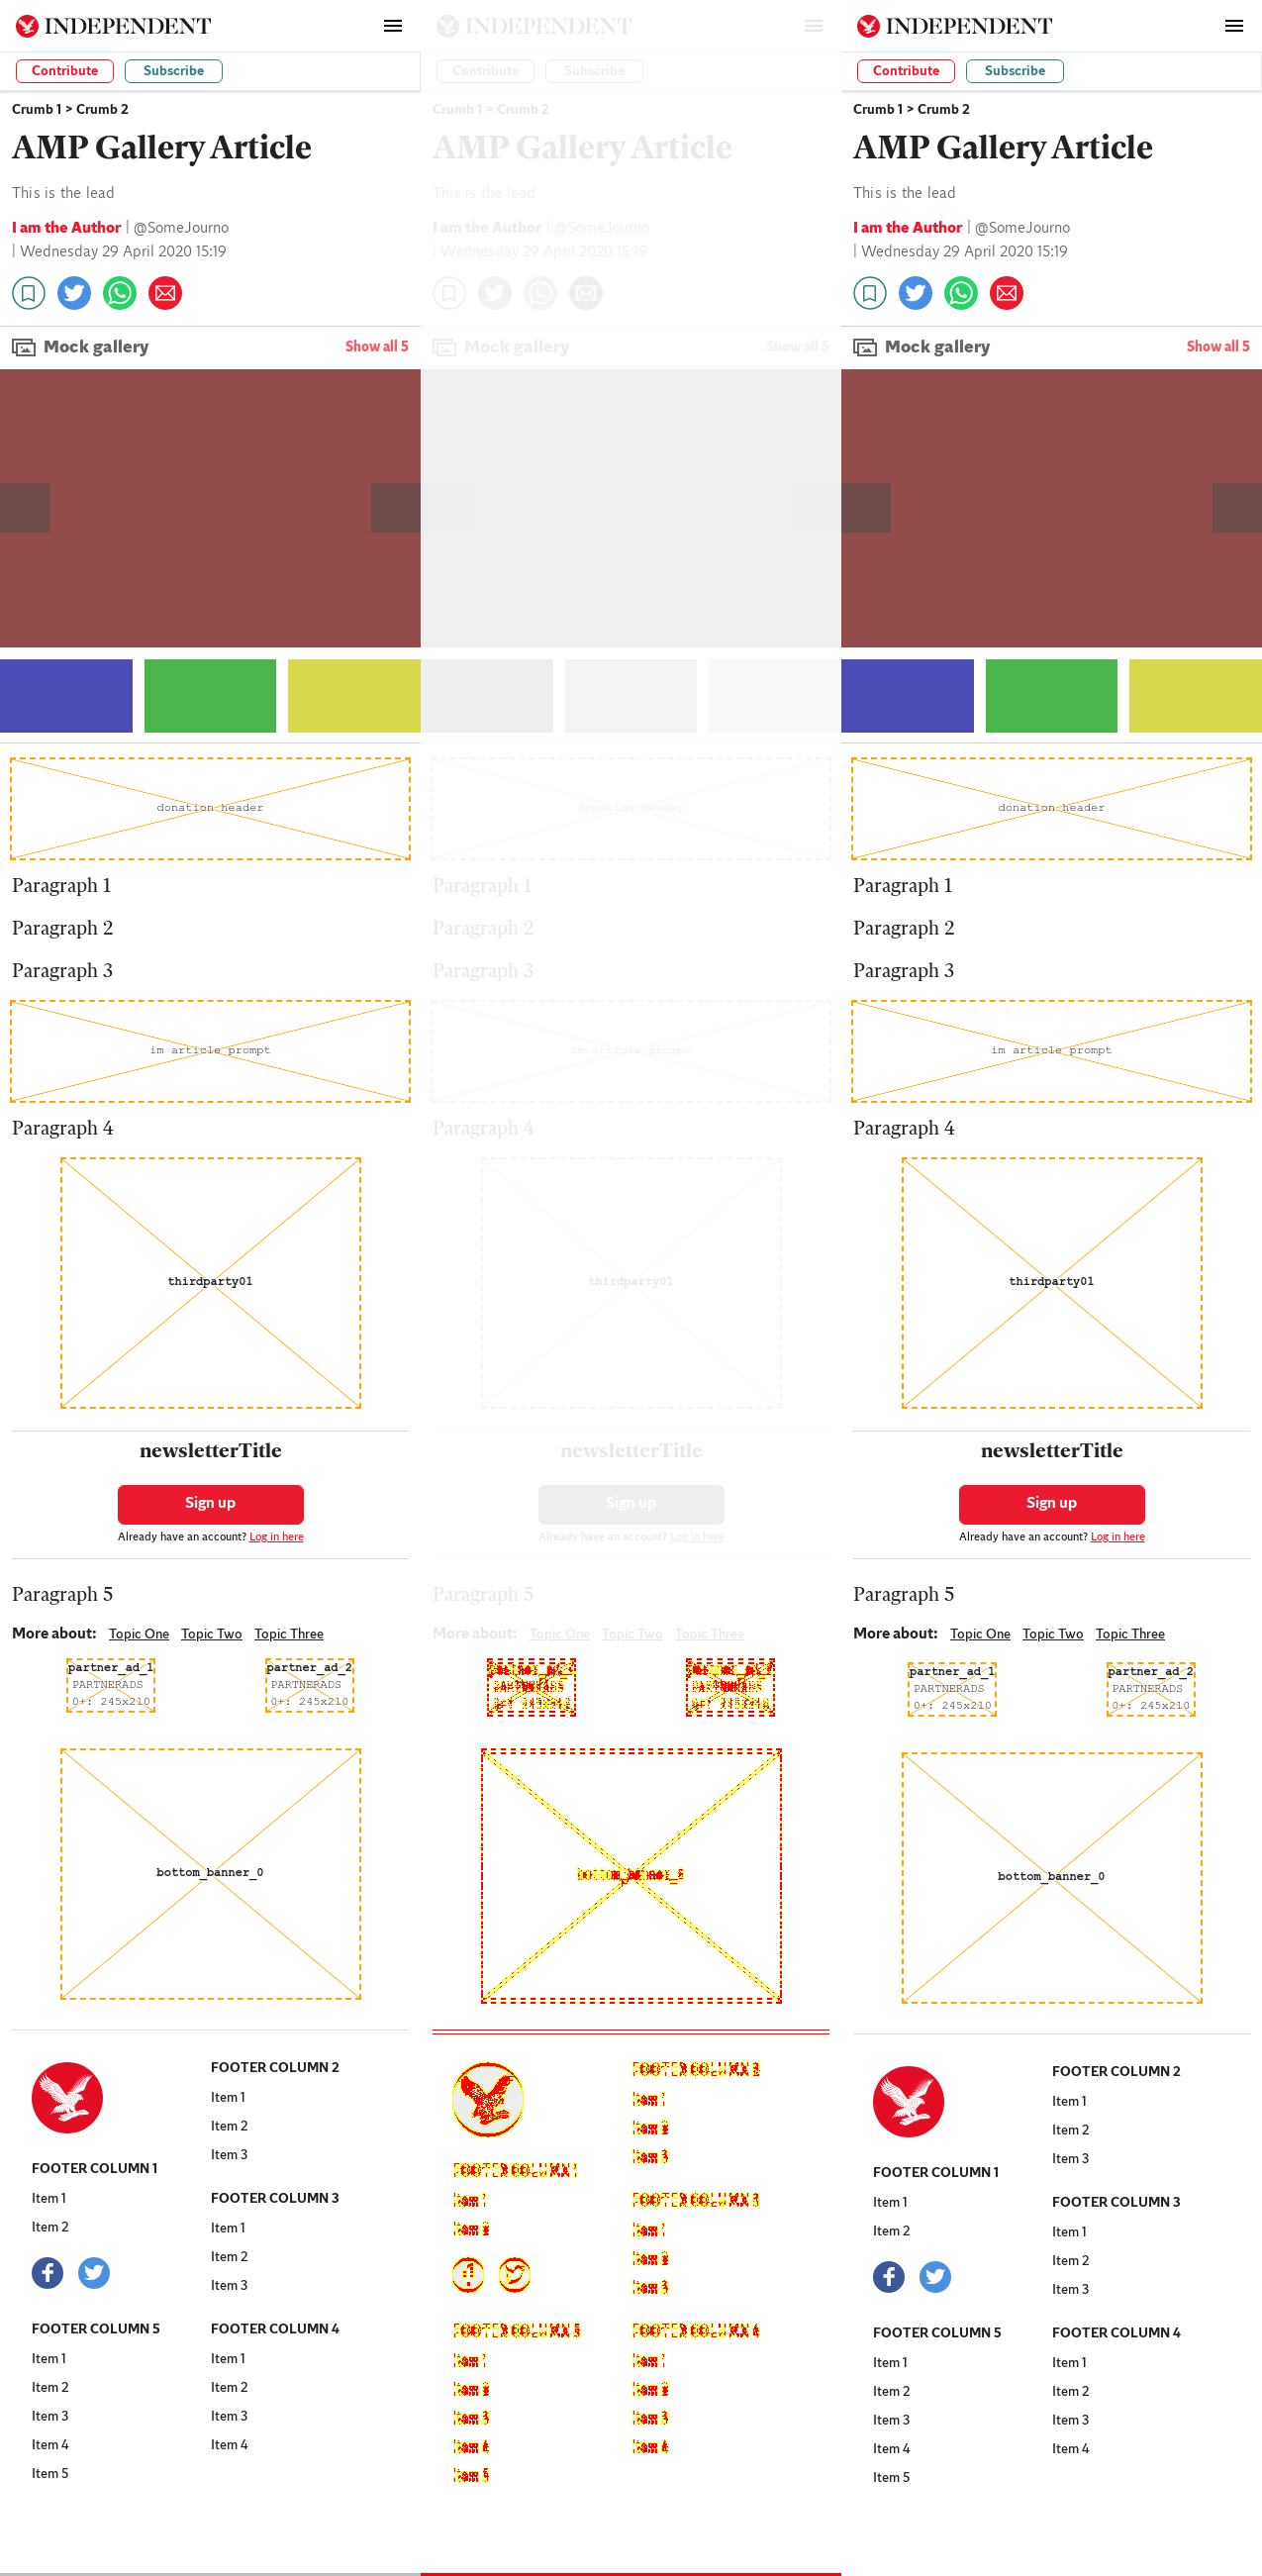 INDEPENDENT
Contribute Subscribe
Crumb 1 > Crumb 2
AMP Gallery Article
This is the lead
I am the Author | @SomeJourno
| Wednesday 29 April 2020 15:19
Mock gallery Show all 5
donation-header
Paragraph 1
Paragraph 2
Paragraph 3
im article prompt
Paragraph 4
thirdparty01
newsletterTitle
Sign up
Already have an account? Log in here
Paragraph 5
More about: Topic One Topic Two Topic Three
partner_ad_1
PARTNERADS
0+: 245x210
partner_ad_2
PARTNERADS
0+: 245x210
bottom_banner_0
FOOTER COLUMN 1
Item 1
Item 2
FOOTER COLUMN 2
Item 1
Item 2
Item 3
FOOTER COLUMN 3
Item 1
Item 2
Item 3
FOOTER COLUMN 5
Item 1
Item 2
Item 3
Item 4
Item 5
FOOTER COLUMN 4
Item 1
Item 2
Item 3
Item 4
INDEPENDENT
Contribute Subscribe
Crumb 1 > Crumb 2
AMP Gallery Article
This is the lead
I am the Author | @SomeJourno
| Wednesday 29 April 2020 15:19
Mock gallery Show all 5
donation-header
Paragraph 1
Paragraph 2
Paragraph 3
im article prompt
Paragraph 4
thirdparty01
newsletterTitle
Sign up
Already have an account? Log in here
Paragraph 5
More about: Topic One Topic Two Topic Three
INDEPENDENT
Contribute Subscribe
Crumb 1 > Crumb 2
AMP Gallery Article
This is the lead
I am the Author | @SomeJourno
| Wednesday 29 April 2020 15:19
Mock gallery Show all 5
donation-header
Paragraph 1
Paragraph 2
Paragraph 3
im article prompt
Paragraph 4
thirdparty01
newsletterTitle
Sign up
Already have an account? Log in here
Paragraph 5
More about: Topic One Topic Two Topic Three
partner_ad_1
PARTNERADS
0+: 245x210
partner_ad_2
PARTNERADS
0+: 245x210
bottom_banner_0
FOOTER COLUMN 1
Item 1
Item 2
FOOTER COLUMN 2
Item 1
Item 2
Item 3
FOOTER COLUMN 3
Item 1
Item 2
Item 3
FOOTER COLUMN 5
Item 1
Item 2
Item 3
Item 4
Item 5
FOOTER COLUMN 4
Item 1
Item 2
Item 3
Item 4